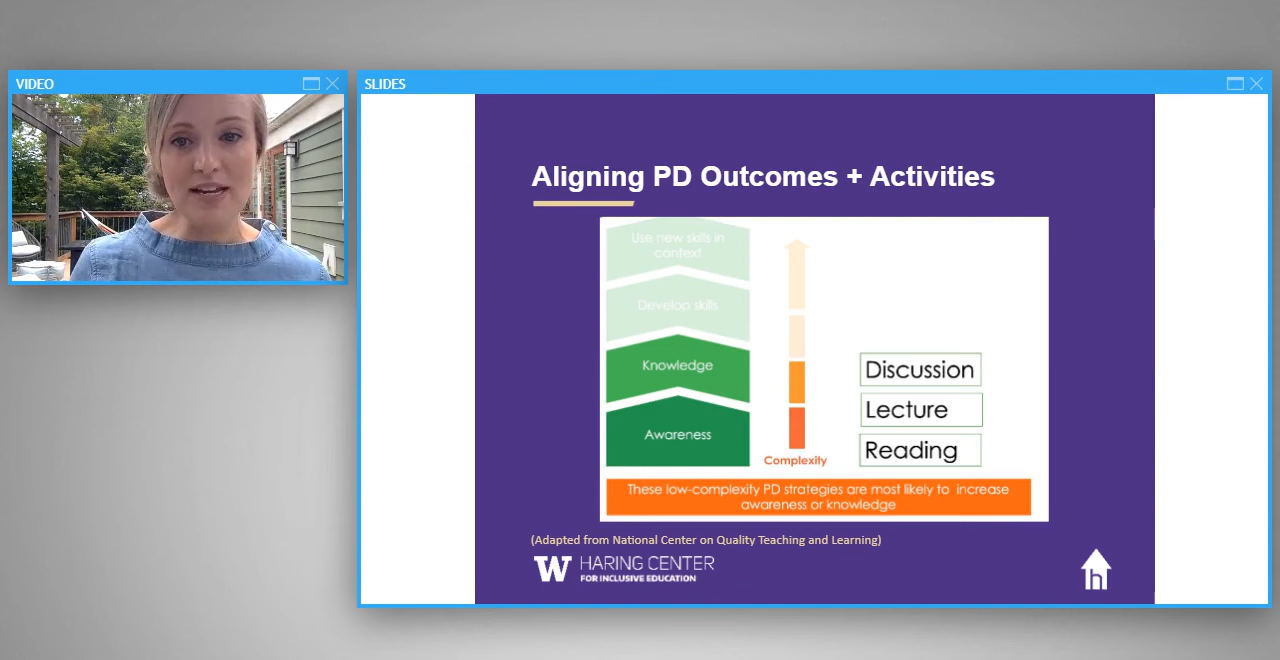 VIDEO
SLIDES
Aligning PD Outcomes + Activities
Use new skills in
context
Develop skills
Knowledge
Awareness
Complexity
Discussion
Lecture
Reading
These low-complexity PD strategies are most likely to increase
awareness or knowledge
(Adapted from National Center on Quality Teaching and Learning)
W HARING CENTER
FOR INCLUSIVE EDUCATION
h